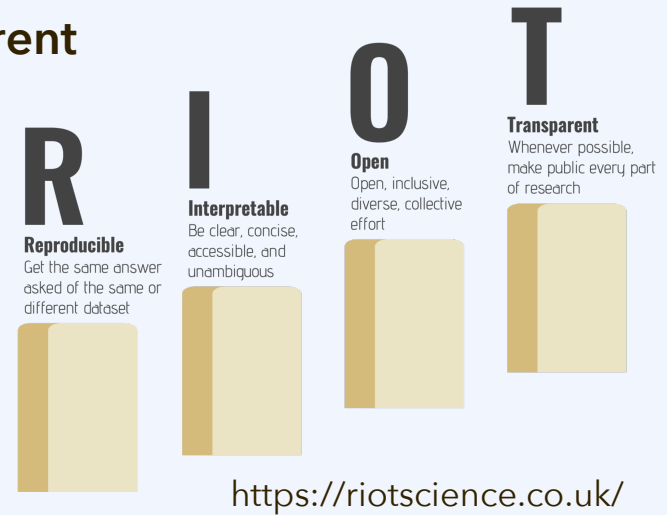 R
Reproducible
Get the same answer
asked of the same or
different dataset
I
Interpretable
Be clear, concise,
accessible, and
unambiguous
O
Open
Open, inclusive,
diverse, collective
effort
T
Transparent
Whenever possible,
make public every part
of research
https://riotscience.co.uk/